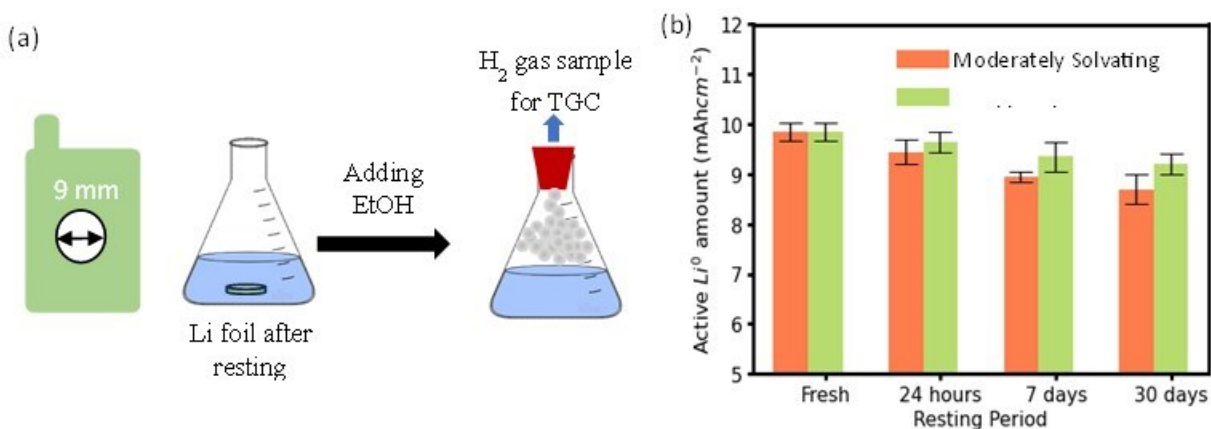 (a)
9 mm
Li foil after
resting
Adding
EtOH
H₂ gas sample
for TGC
(b)
Active Li⁰ amount (mAhcm⁻²)
12
11
10
9
8
7
6
5
Moderately Solvating
Fresh
24 hours
7 days
30 days
Resting Period